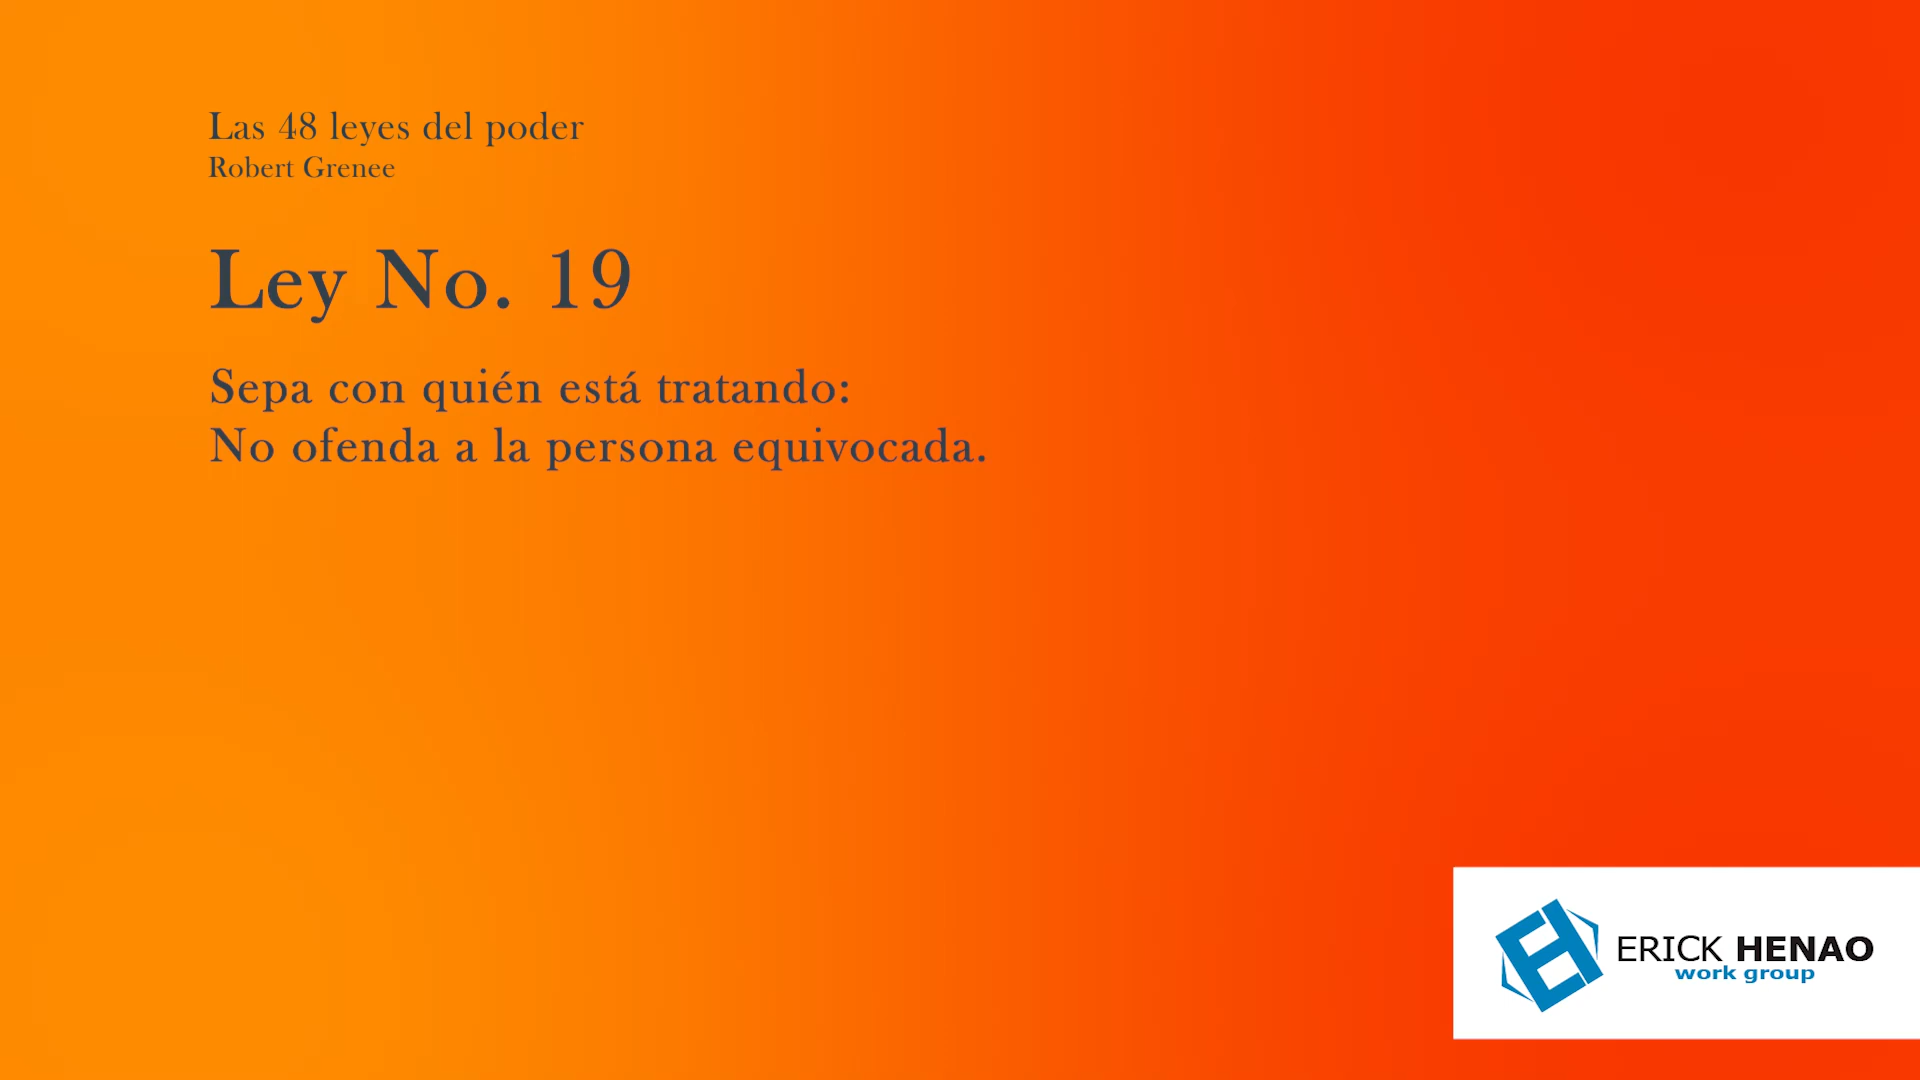 Las 48 leyes del poder
Robert Grenee
Ley No. 19
Sepa con quién está tratando:
No ofenda a la persona equivocada.
ERICK HENAO
work group